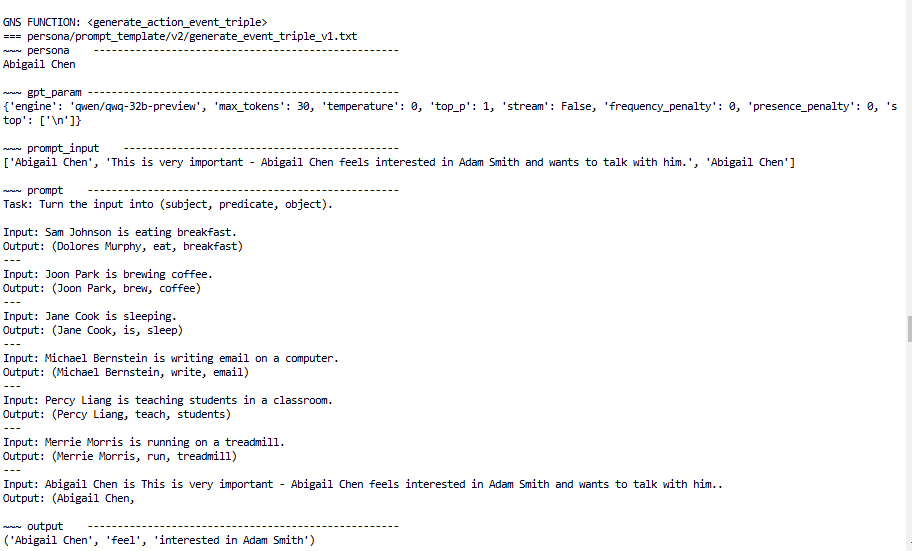 GNS FUNCTION: <generate_action_event_triple>
=== persona/prompt_template/v2/generate_event_triple_v1.txt
~~~ persona    ---------------------------------------------------
Abigail Chen
~~~ gpt_param ----------------------------------------------------
{'engine': 'qwen/qwq-32b-preview', 'max_tokens': 30, 'temperature': 0, 'top_p': 1, 'stream': False, 'frequency_penalty': 0, 'presence_penalty': 0, 's
top': ['\n']}
~~~ prompt_input    ----------------------------------------------
['Abigail Chen', 'This is very important - Abigail Chen feels interested in Adam Smith and wants to talk with him.', 'Abigail Chen']
~~~ prompt    ----------------------------------------------------
Task: Turn the input into (subject, predicate, object).
Input: Sam Johnson is eating breakfast.
Output: (Dolores Murphy, eat, breakfast)
---
Input: Joon Park is brewing coffee.
Output: (Joon Park, brew, coffee)
---
Input: Jane Cook is sleeping.
Output: (Jane Cook, is, sleep)
---
Input: Michael Bernstein is writing email on a computer.
Output: (Michael Bernstein, write, email)
---
Input: Percy Liang is teaching students in a classroom.
Output: (Percy Liang, teach, students)
---
Input: Merrie Morris is running on a treadmill.
Output: (Merrie Morris, run, treadmill)
---
Input: Abigail Chen is This is very important - Abigail Chen feels interested in Adam Smith and wants to talk with him..
Output: (Abigail Chen,
~~~ output    ----------------------------------------------------
('Abigail Chen', 'feel', 'interested in Adam Smith')